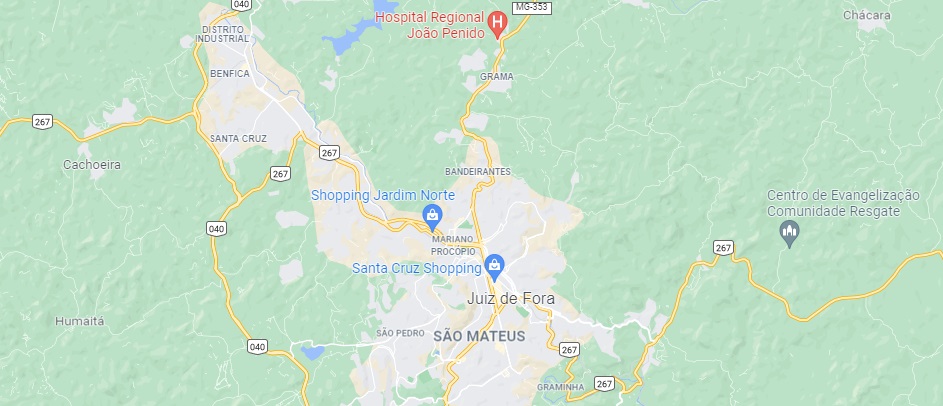 040
MG-353
Hospital Regional
João Penido
H
Chácara
DISTRITO
INDUSTRIAL
BENFICA
GRAMA
267
SANTA CRUZ
267
Cachoeira
267
BANDEIRANTES
Shopping Jardim Norte
Centro de Evangelização
Comunidade Resgate
040
MARIANO
PROCÓPIO
267
Santa Cruz Shopping
Juiz de Fora
Humaitá
SÃO PEDRO
SÃO MATEUS
040
267
GRAMINHA
267